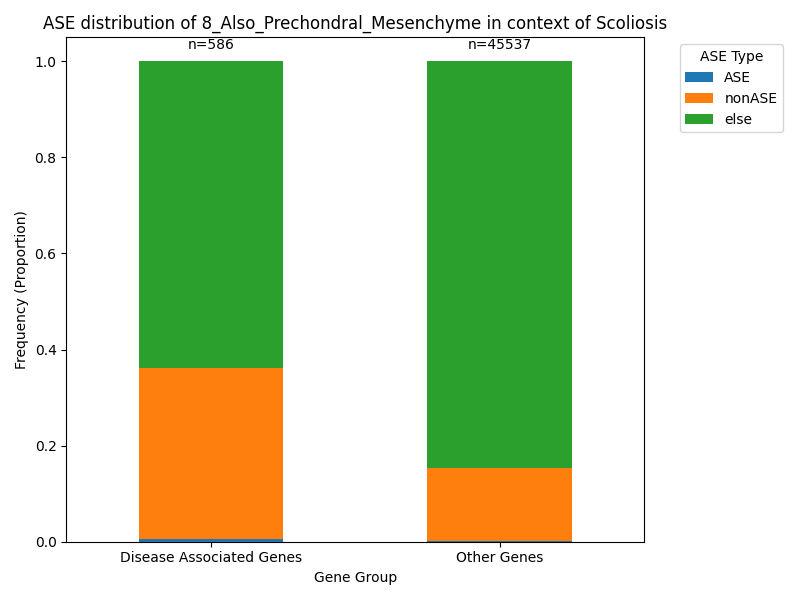 ASE distribution of 8_Also_Prechondral_Mesenchyme in context of Scoliosis
n=586
n=45537
ASE Type
ASE
nonASE
else
1.0
0.8
0.6
0.4
0.2
0.0
Frequency (Proportion)
Disease Associated Genes
Other Genes
Gene Group